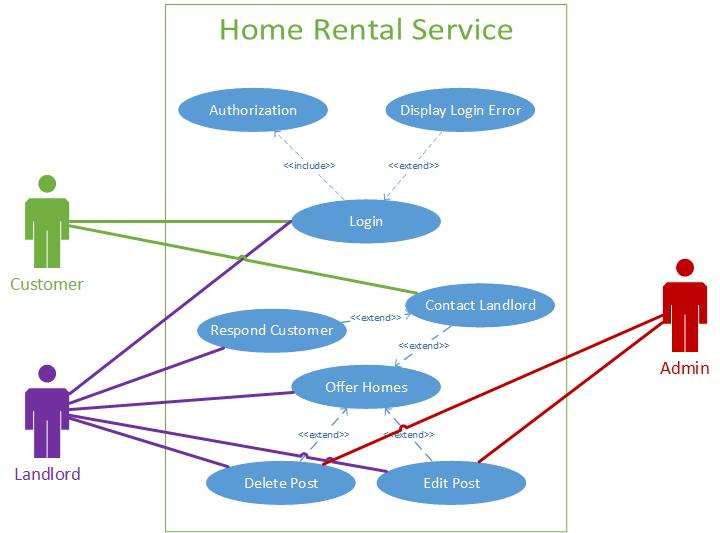 Home Rental Service
Authorization
Display Login Error
<<include>>
<<extend>>
Login
Customer
Contact Landlord
<<extend>>
Respond Customer
<<extend>>
Admin
Offer Homes
<<extend>>
<<extend>>
Landlord
Delete Post
Edit Post